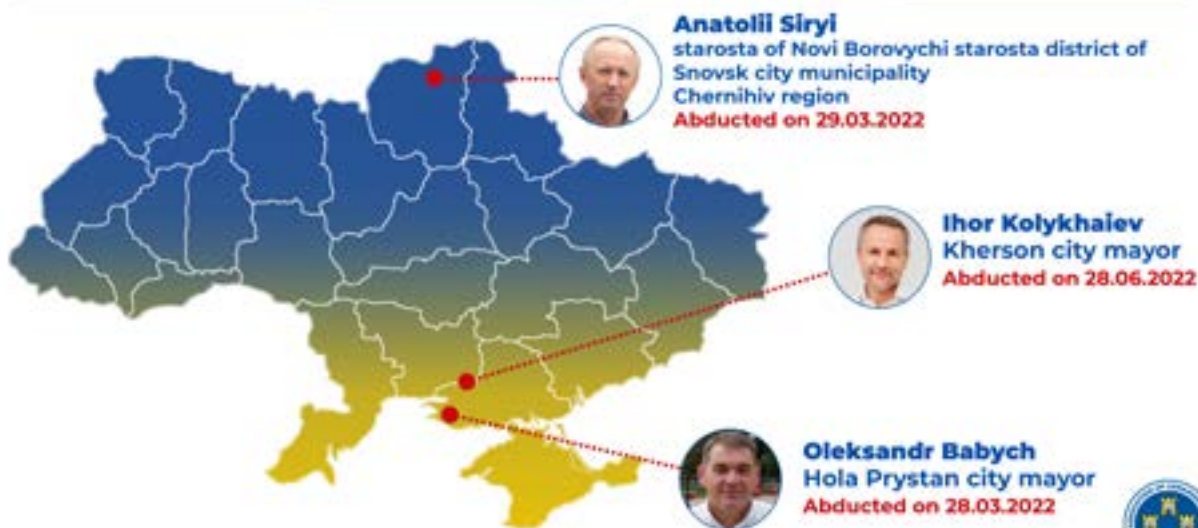 Anatolii Siryi
starosta of Novi Borovychi starosta district of
Snovsk city municipality
Chernihiv region
Abducted on 29.03.2022
Ihor Kolykhaiev
Kherson city mayor
Abducted on 28.06.2022
Oleksandr Babych
Hola Prystan city mayor
Abducted on 28.03.2022